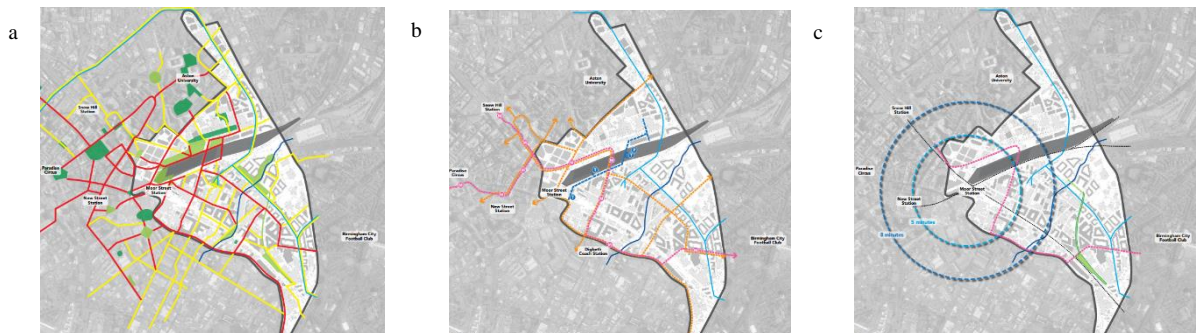 a
Aston
University
Snow Hill
Station
Paradise
Circus
Moor Street
Station
New Street
Station
Birmingham City
Football Club
b
Aston University
Snow Hill
Station
Paradise
Circus
Moor Street
Station
New Street
Station
Digbeth
Coach Station
Birmingham City
Football Club
c
Aston University
Snow Hill
Station
Paradise
Circus
Moor Street
Station
New Street
Station
5 minutes
8 minutes
Birmingham City
Football Club